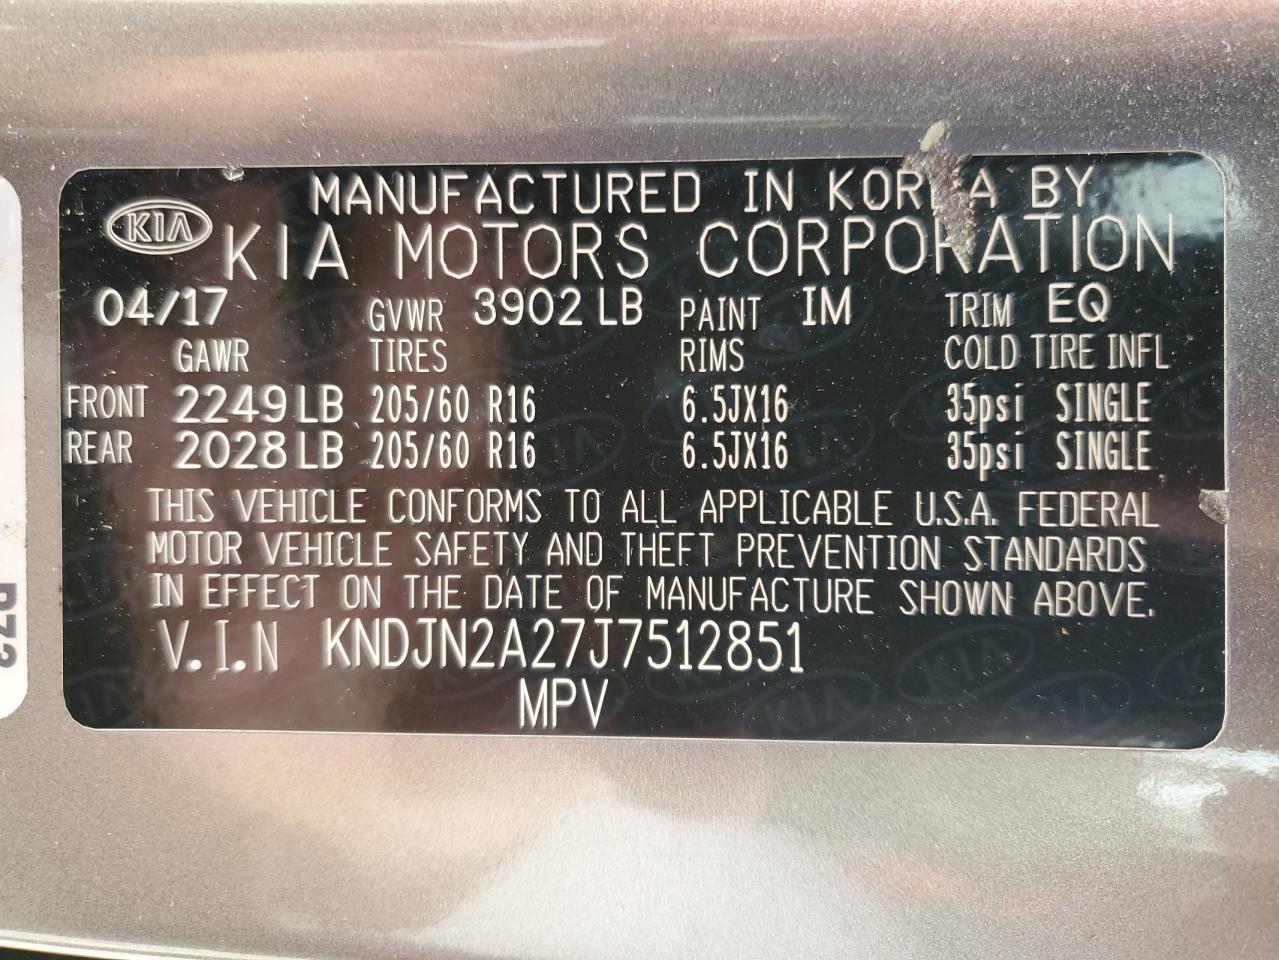 MANUFACTURED IN KOREA BY
KIA KIA MOTORS CORPORATION
04/17 GVWR 3902 LB PAINT IM TRIM EQ
GAWR TIRES RIMS COLD TIRE INFL
FRONT 2249 LB 205/60 R16 6.5JX16 35psi SINGLE
REAR 2028 LB 205/60 R16 6.5JX16 35psi SINGLE
THIS VEHICLE CONFORMS TO ALL APPLICABLE U.S.A. FEDERAL
MOTOR VEHICLE SAFETY AND THEFT PREVENTION STANDARDS
IN EFFECT ON THE DATE OF MANUFACTURE SHOWN ABOVE.
V.I.N KNDJN2A27J7512851
MPV